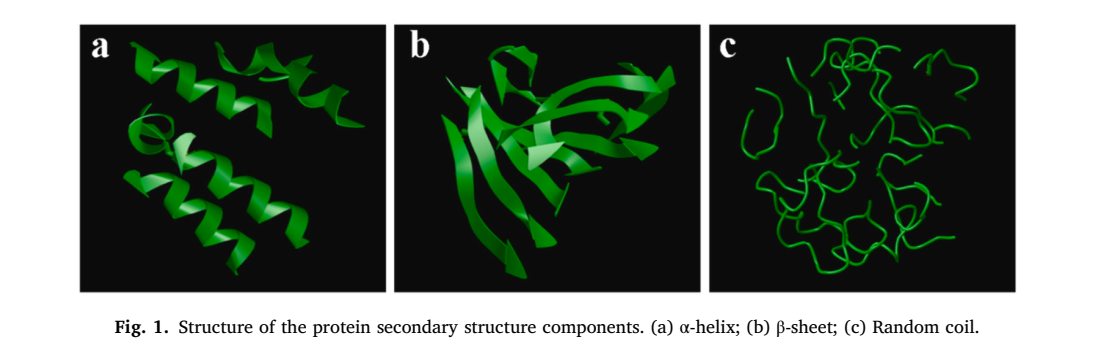 a b c
Fig. 1. Structure of the protein secondary structure components. (a) α-helix; (b) β-sheet; (c) Random coil.